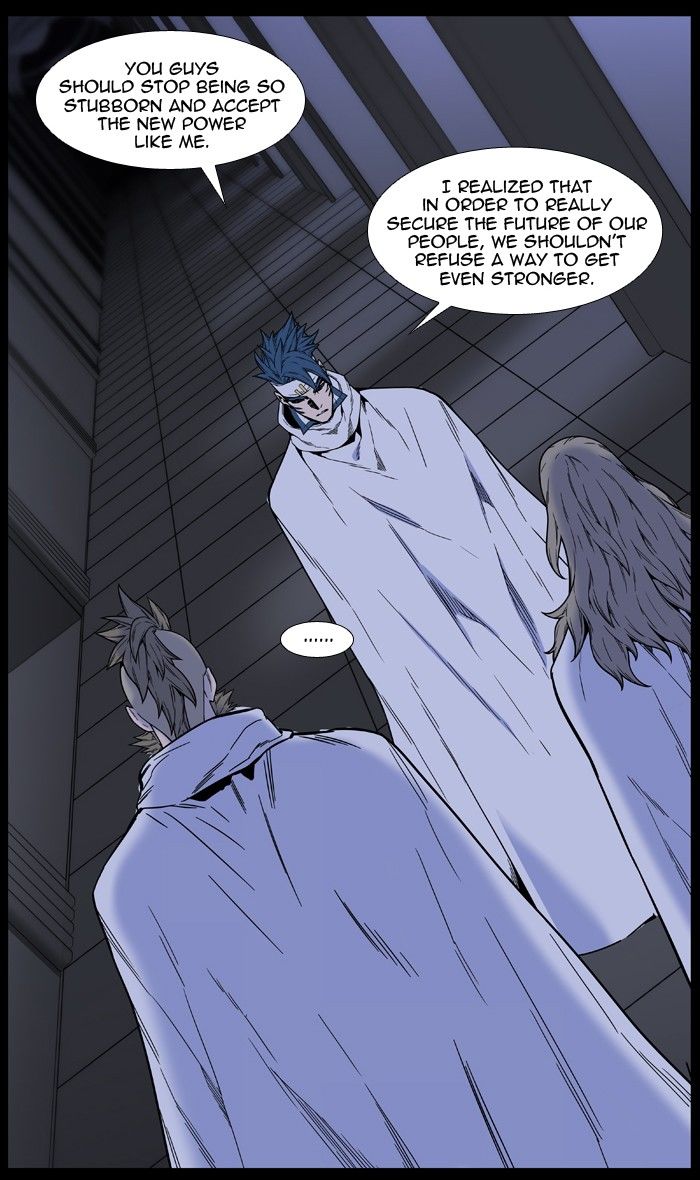 YOU GUYS
SHOULD STOP BEING SO
STUBBORN AND ACCEPT
THE NEW POWER
LIKE ME.
I REALIZED THAT
IN ORDER TO REALLY
SECURE THE FUTURE OF OUR
PEOPLE, WE SHOULDN'T
REFUSE A WAY TO GET
EVEN STRONGER.
......